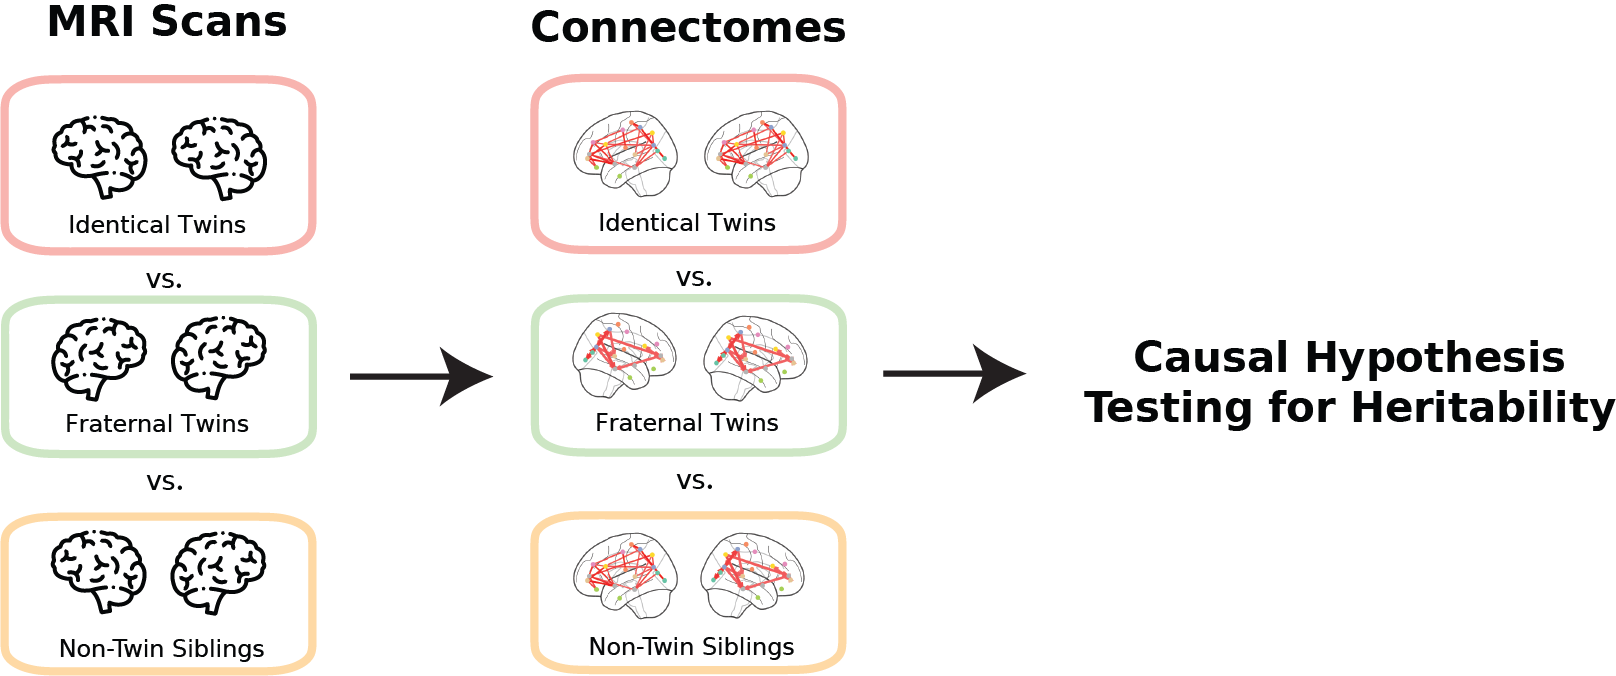 MRI Scans
Identical Twins
vs.
Fraternal Twins
vs.
Non-Twin Siblings
Connectomes
Identical Twins
vs.
Fraternal Twins
vs.
Non-Twin Siblings
Causal Hypothesis
Testing for Heritability